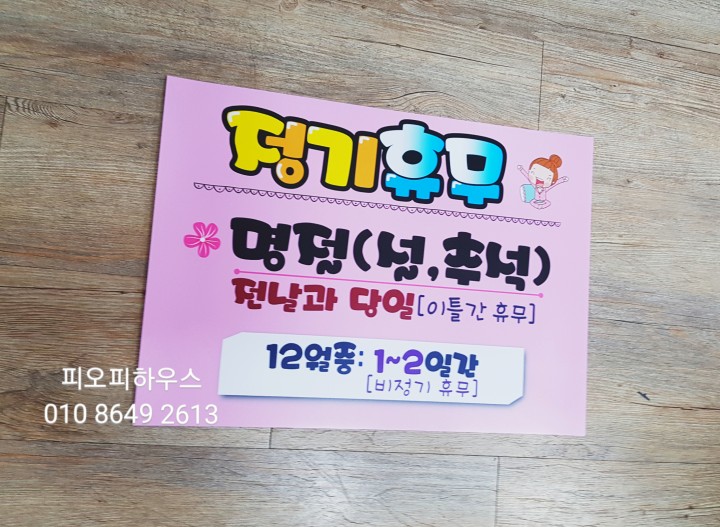 정기휴무
명절(설,추석)
전날과 당일[이틀간 휴무]
12월중: 1~2일간
[비정기 휴무]
피오피하우스
010 8649 2613